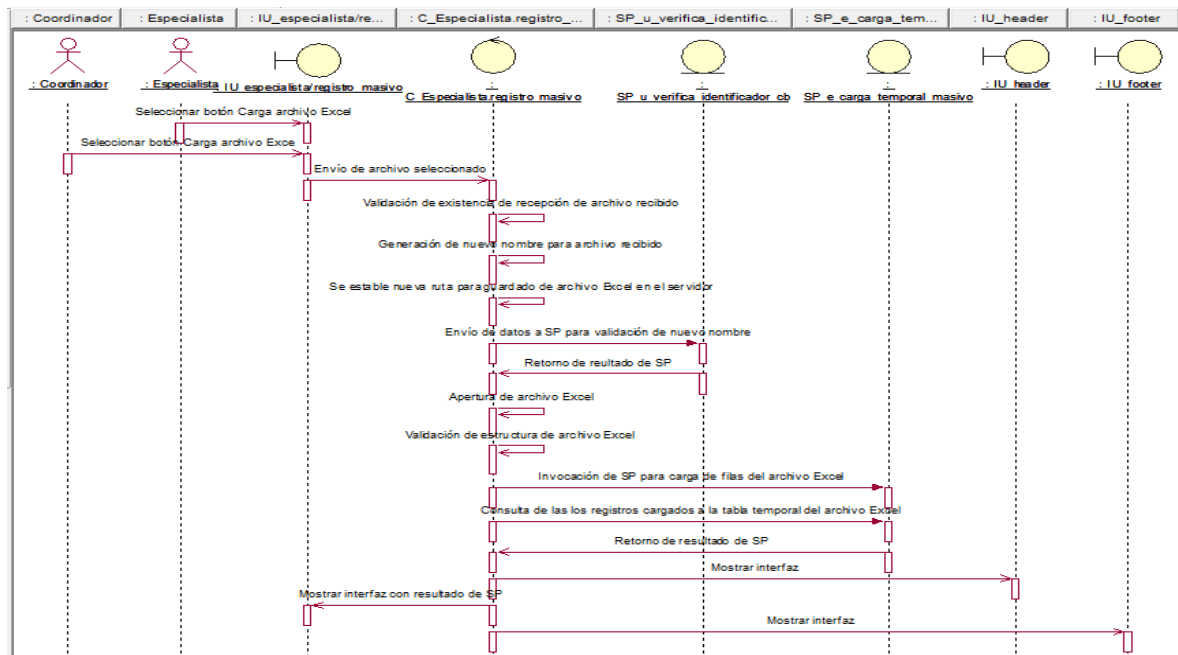 : Coordinador : Especialista : IU_especialista/re... : C_Especialista.registro_... : SP_u_verifica_identific... : SP_e_carga_tem... : IU_header : IU_footer
: Coordinador
: Especialista
: IU especialista/registro masivo
:
C Especialista.registro masivo
:
SP u verifica identificador cb
:
SP e carga temporal masivo
: IU header
: IU footer
Seleccionar botón Carga archivo Excel
Seleccionar botón Carga archivo Exce
Envío de archivo seleccionado
Validación de existencia de recepción de archivo recibido
Generación de nuevo nombre para archivo recibido
Se estable nueva ruta para guardado de archivo Excel en el servidor
Envío de datos a SP para validación de nuevo nombre
Retorno de reultado de SP
Apertura de archivo Excel
Validación de estructura de archivo Excel
Invocación de SP para carga de filas del archivo Excel
Consulta de las los registros cargados a la tabla temporal del archivo Excel
Retorno de resultado de SP
Mostrar interfaz
Mostrar interfaz con resultado de SP
Mostrar interfaz